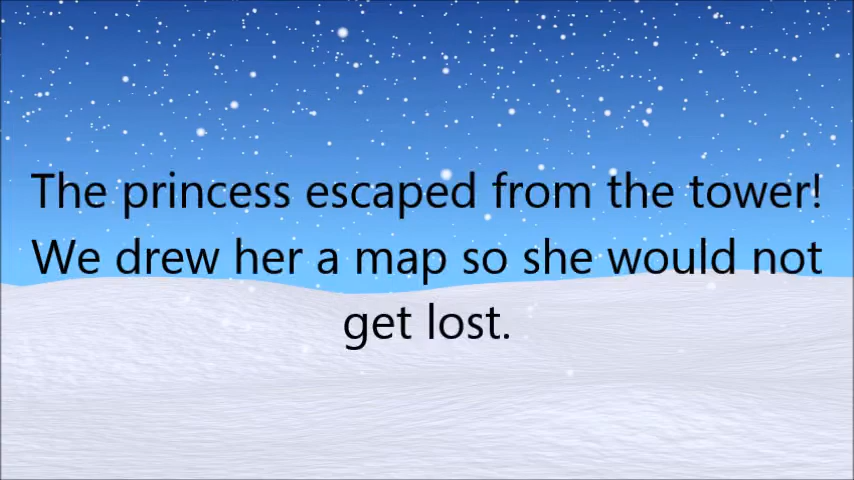 The princess escaped from the tower!
We drew her a map so she would not
get lost.